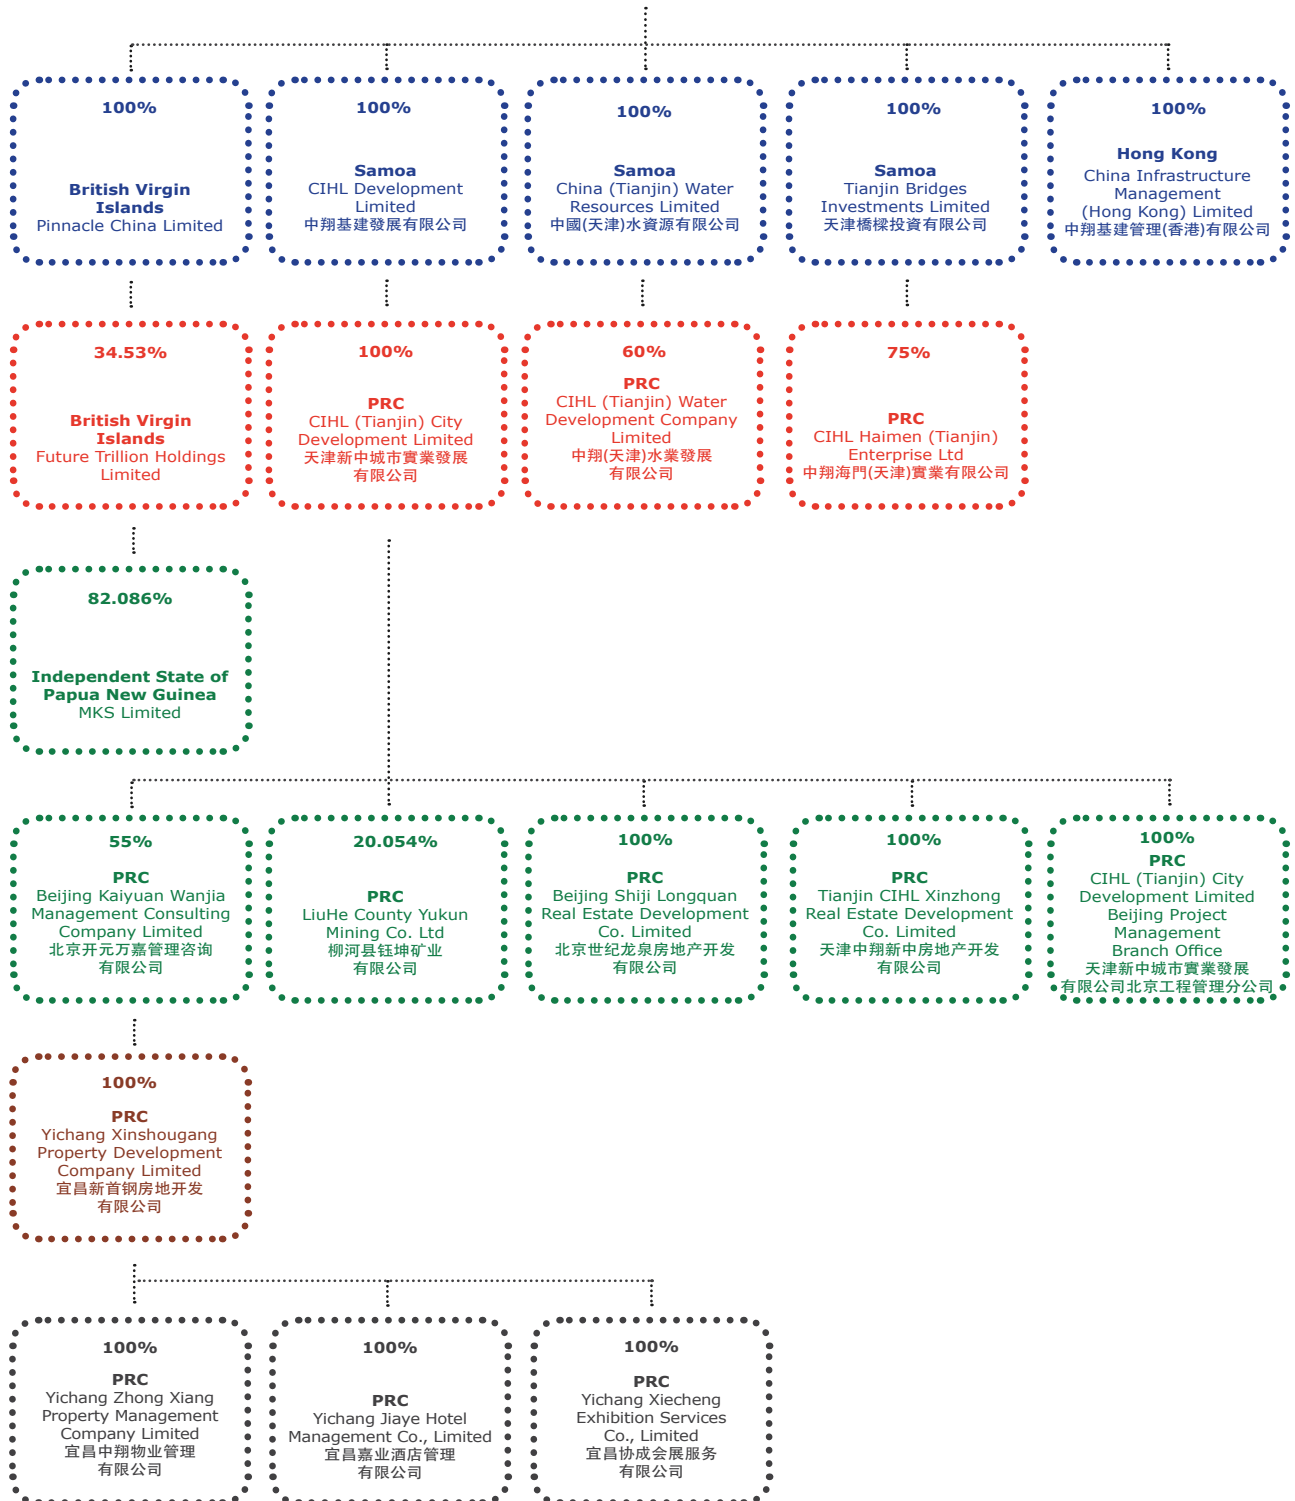 100%
British Virgin
Islands
Pinnacle China Limited
100%
Samoa
CIHL Development
Limited
中翔基建發展有限公司
100%
Samoa
China (Tianjin) Water
Resources Limited
中國(天津)水資源有限公司
100%
Samoa
Tianjin Bridges
Investments Limited
天津橋樑投資有限公司
100%
Hong Kong
China Infrastructure
Management
(Hong Kong) Limited
中翔基建管理(香港)有限公司
34.53%
British Virgin
Islands
Future Trillion Holdings
Limited
100%
PRC
CIHL (Tianjin) City
Development Limited
天津新中城市實業發展
有限公司
60%
PRC
CIHL (Tianjin) Water
Development Company
Limited
中翔(天津)水業發展
有限公司
75%
PRC
CIHL Haimen (Tianjin)
Enterprise Ltd
中翔海門(天津)實業有限公司
82.086%
Independent State of
Papua New Guinea
MKS Limited
55%
PRC
Beijing Kaiyuan Wanjia
Management Consulting
Company Limited
北京开元万嘉管理咨询
有限公司
20.054%
PRC
LiuHe County Yukun
Mining Co. Ltd
柳河县钰坤矿业
有限公司
100%
PRC
Beijing Shiji Longquan
Real Estate Development
Co. Limited
北京世纪龙泉房地产开发
有限公司
100%
PRC
Tianjin CIHL Xinzhong
Real Estate Development
Co. Limited
天津中翔新中房地产开发
有限公司
100%
PRC
CIHL (Tianjin) City
Development Limited
Beijing Project
Management
Branch Office
天津新中城市實業發展
有限公司北京工程管理分公司
100%
PRC
Yichang Xinshougang
Property Development
Company Limited
宜昌新首钢房地开发
有限公司
100%
PRC
Yichang Zhong Xiang
Property Management
Company Limited
宜昌中翔物业管理
有限公司
100%
PRC
Yichang Jiaye Hotel
Management Co., Limited
宜昌嘉业酒店管理
有限公司
100%
PRC
Yichang Xiecheng
Exhibition Services
Co., Limited
宜昌协成会展服务
有限公司